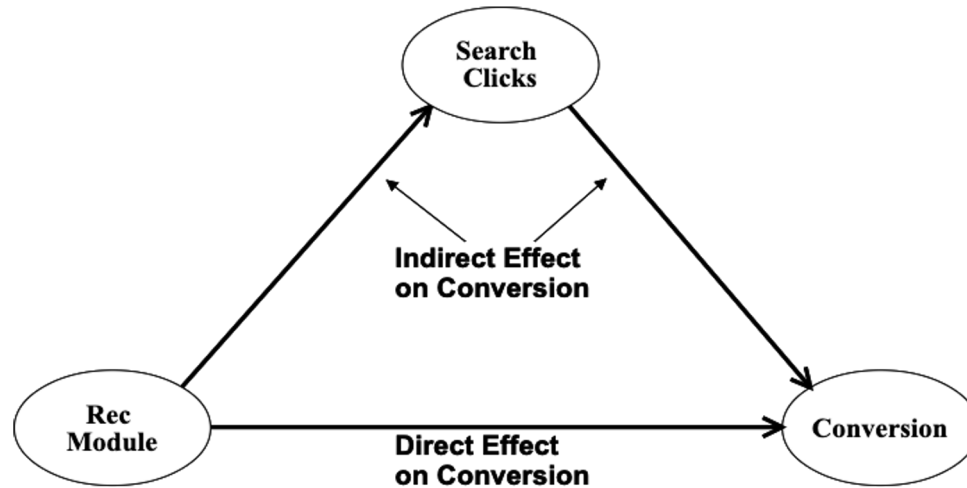 Search
Clicks
Indirect Effect
on Conversion
Rec
Module
Direct Effect
on Conversion
Conversion